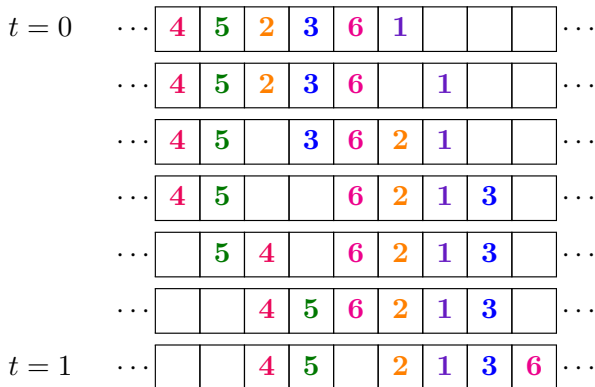 t = 0 ··· 4 5 2 3 6 1 ···
··· 4 5 2 3 6 1 ···
··· 4 5 3 6 2 1 ···
··· 4 5 6 2 1 3 ···
··· 5 4 6 2 1 3 ···
··· 4 5 6 2 1 3 ···
t = 1 ··· 4 5 2 1 3 6 ···